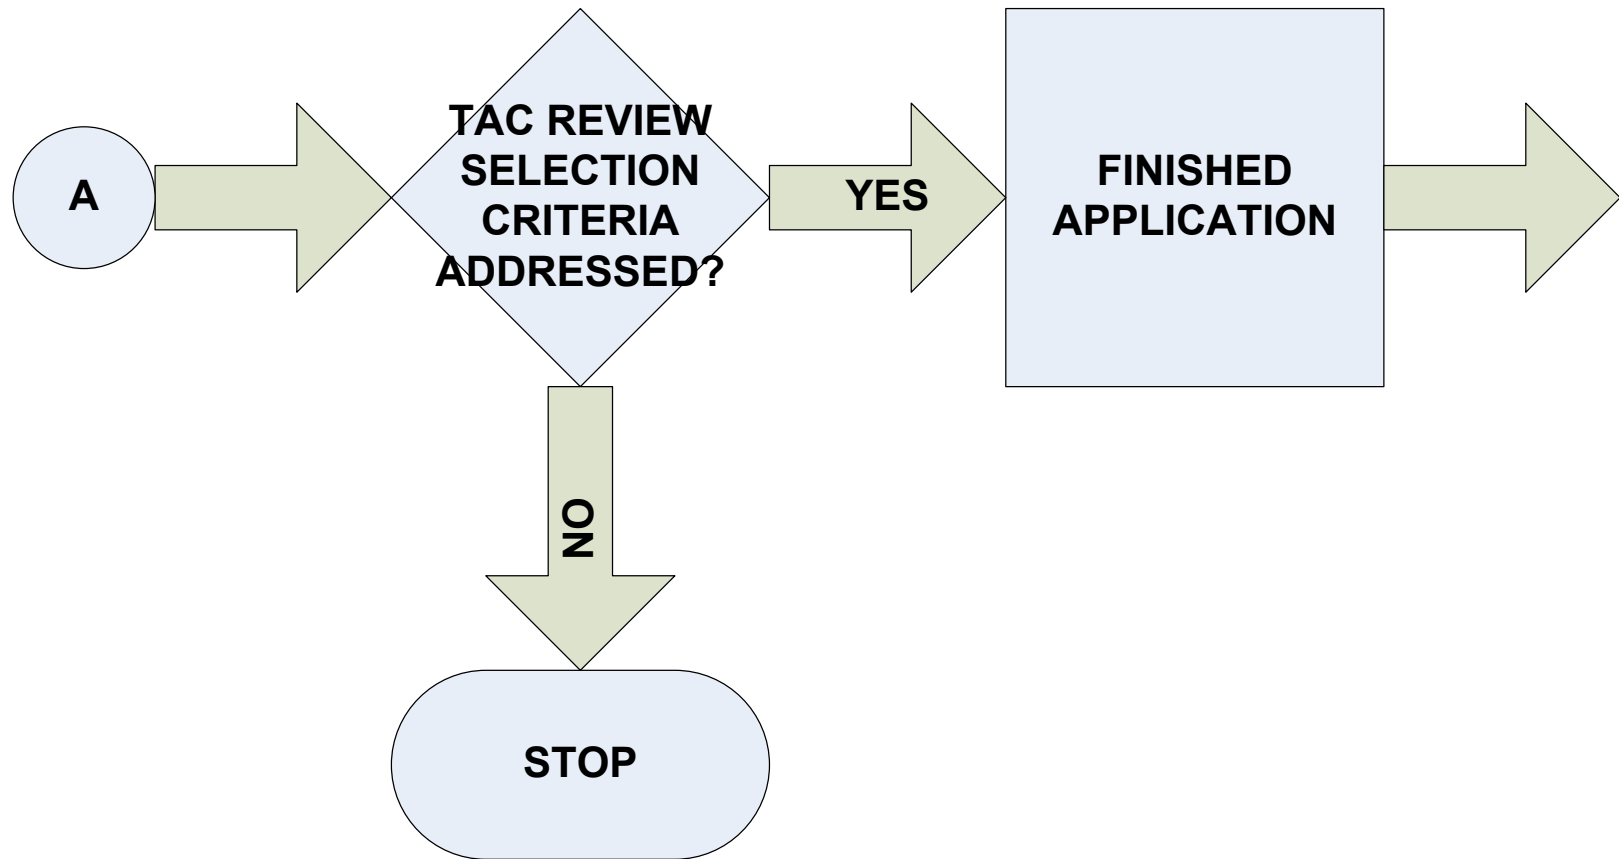 A
TAC REVIEW
SELECTION
CRITERIA
ADDRESSED?
YES
FINISHED
APPLICATION
NO
STOP